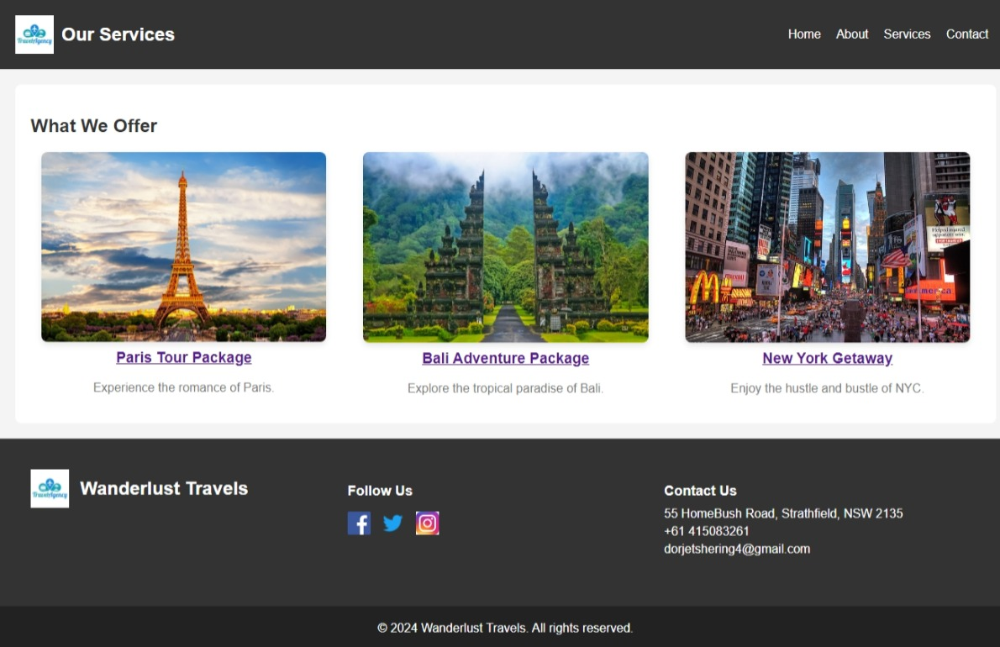 TravelAgency
Our Services
Home About Services Contact
What We Offer
Helped injured
Paris Tour Package
Bali Adventure Package
New York Getaway
Experience the romance of Paris.
Explore the tropical paradise of Bali.
Enjoy the hustle and bustle of NYC.
TravelAgency
Wanderlust Travels
Follow Us
Contact Us
55 HomeBush Road, Strathfield, NSW 2135
+61 415083261
dorjetshering4@gmail.com
© 2024 Wanderlust Travels. All rights reserved.